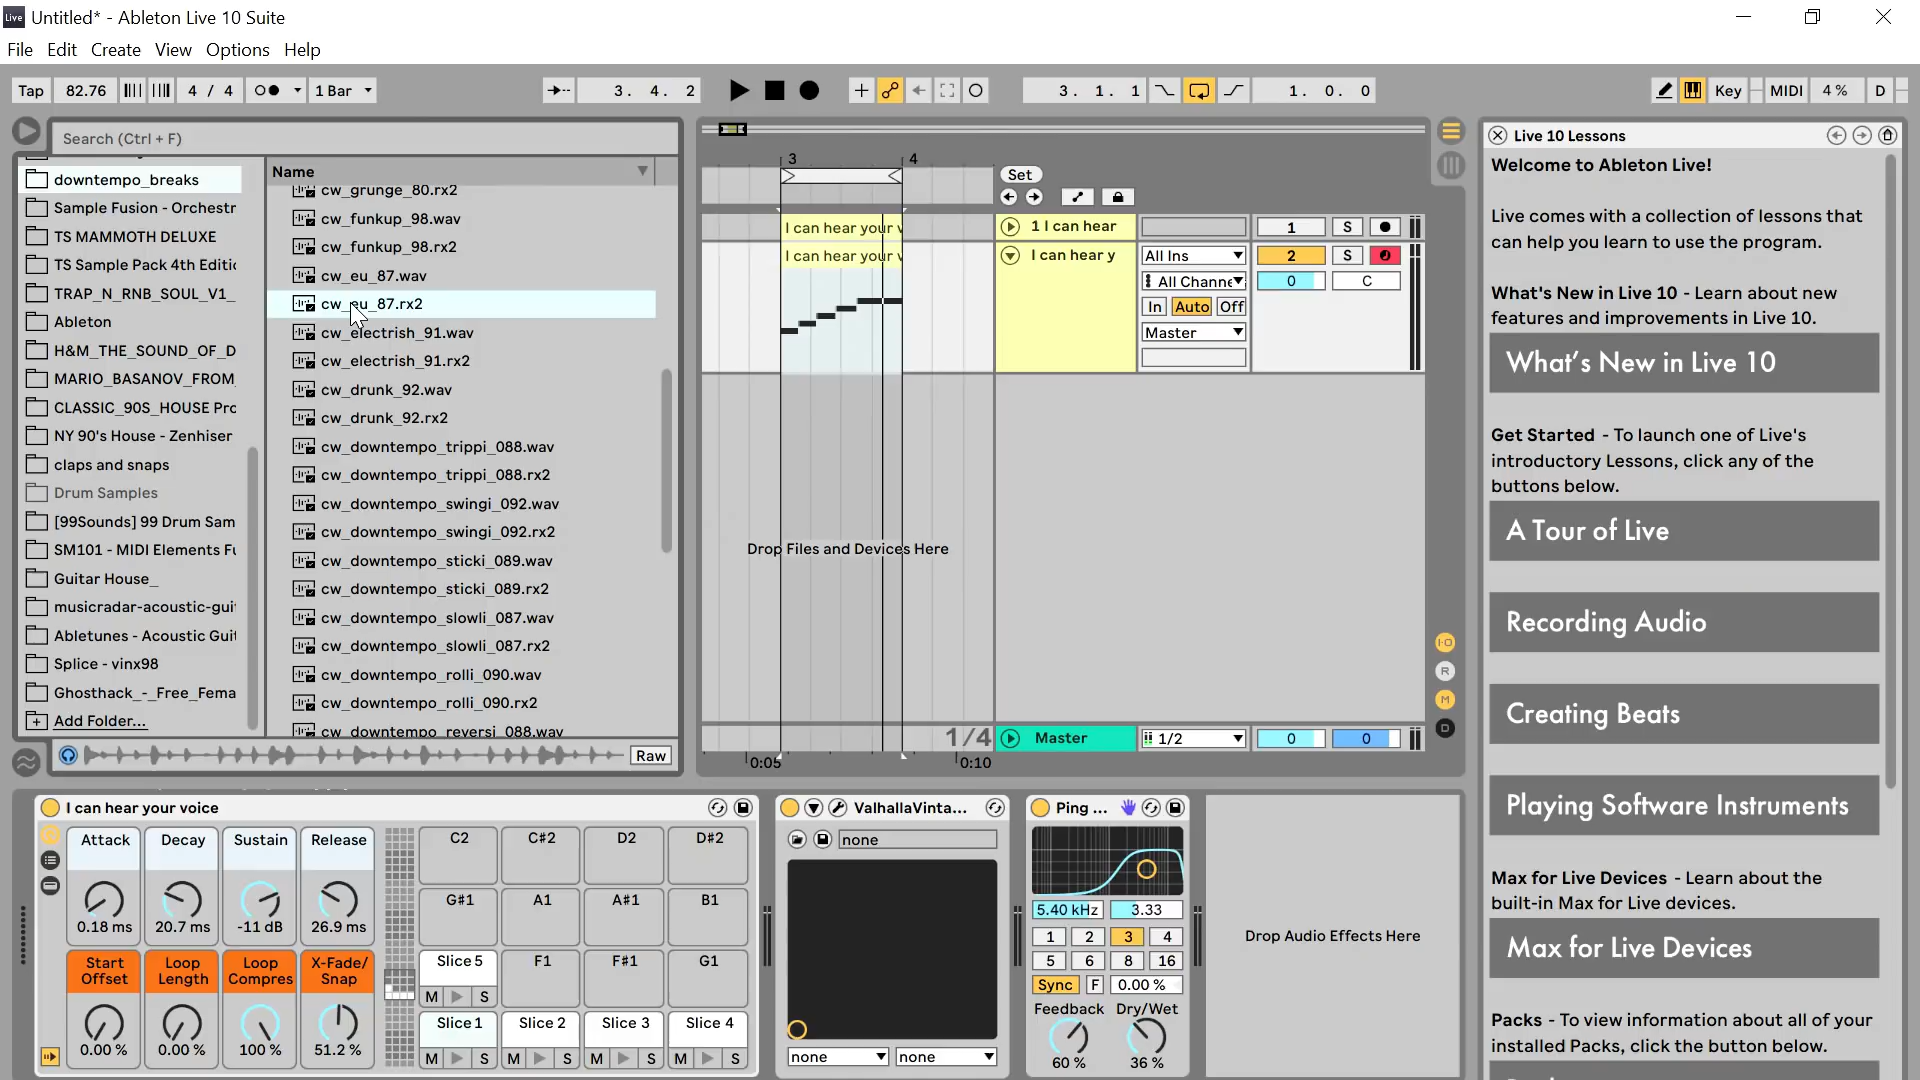 Live Untitled* - Ableton Live 10 Suite
File Edit Create View Options Help
Tap 82.76 4 / 4 1 Bar 3. 4. 2 3. 1. 1 1. 0. 0 Key MIDI 4 % D
Search (Ctrl + F)
downtempo_breaks
Sample Fusion - Orchestr
TS MAMMOTH DELUXE
TS Sample Pack 4th Editic
TRAP_N_RNB_SOUL_V1_
Ableton
H&M_THE_SOUND_OF_D
MARIO_BASANOV_FROM_
CLASSIC_90S_HOUSE Prc
NY 90's House - Zenhiser
claps and snaps
Drum Samples
[99Sounds] 99 Drum Sam
SM101 - MIDI Elements Fu
Guitar House_
musicradar-acoustic-guit
Abletunes - Acoustic Guit
Splice - vinx98
Ghosthack_-_Free_Fema
Add Folder...
Name
cw_grunge_80.rx2
cw_funkup_98.wav
cw_funkup_98.rx2
cw_eu_87.wav
cw_eu_87.rx2
cw_electrish_91.wav
cw_electrish_91.rx2
cw_drunk_92.wav
cw_drunk_92.rx2
cw_downtempo_trippi_088.wav
cw_downtempo_trippi_088.rx2
cw_downtempo_swingi_092.wav
cw_downtempo_swingi_092.rx2
cw_downtempo_sticki_089.wav
cw_downtempo_sticki_089.rx2
cw_downtempo_slowli_087.wav
cw_downtempo_slowli_087.rx2
cw_downtempo_rolli_090.wav
cw_downtempo_rolli_090.rx2
cw_downtempo_reversi_088.wav
Raw
3 4
Set
I can hear your v 1 I can hear 1 S
I can hear your v I can hear y All Ins 2 S
All Channe 0 C
In Auto Off
Master
Drop Files and Devices Here
1/4 Master 1/2 0 0
0:05 0:10
I-O
R
M
D
Live 10 Lessons
Welcome to Ableton Live!
Live comes with a collection of lessons that
can help you learn to use the program.
What's New in Live 10 - Learn about new
features and improvements in Live 10.
What's New in Live 10
Get Started - To launch one of Live's
introductory Lessons, click any of the
buttons below.
A Tour of Live
Recording Audio
Creating Beats
Playing Software Instruments
Max for Live Devices - Learn about the
built-in Max for Live devices.
Max for Live Devices
Packs - To view information about all of your
installed Packs, click the button below.
I can hear your voice
Attack Decay Sustain Release
0.18 ms 20.7 ms -11 dB 26.9 ms
Start Offset Loop Length Loop Compres X-Fade/ Snap
0.00 % 0.00 % 100 % 51.2 %
C2 C#2 D2 D#2
G#1 A1 A#1 B1
Slice 5 F1 F#1 G1
M S
Slice 1 Slice 2 Slice 3 Slice 4
M S M S M S M S
ValhallaVinta...
none
none none
Ping ...
5.40 kHz 3.33
1 2 3 4
5 6 8 16
Sync F 0.00 %
Feedback Dry/Wet
60 % 36 %
Drop Audio Effects Here